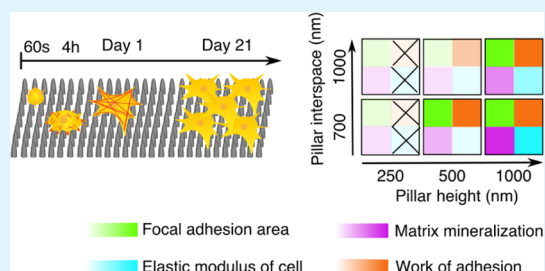 60s 4h Day 1 Day 21
Pillar interspace (nm)
1000
700
250 500 1000
Pillar height (nm)
Focal adhesion area
Matrix mineralization
Elastic modulus of cell
Work of adhesion